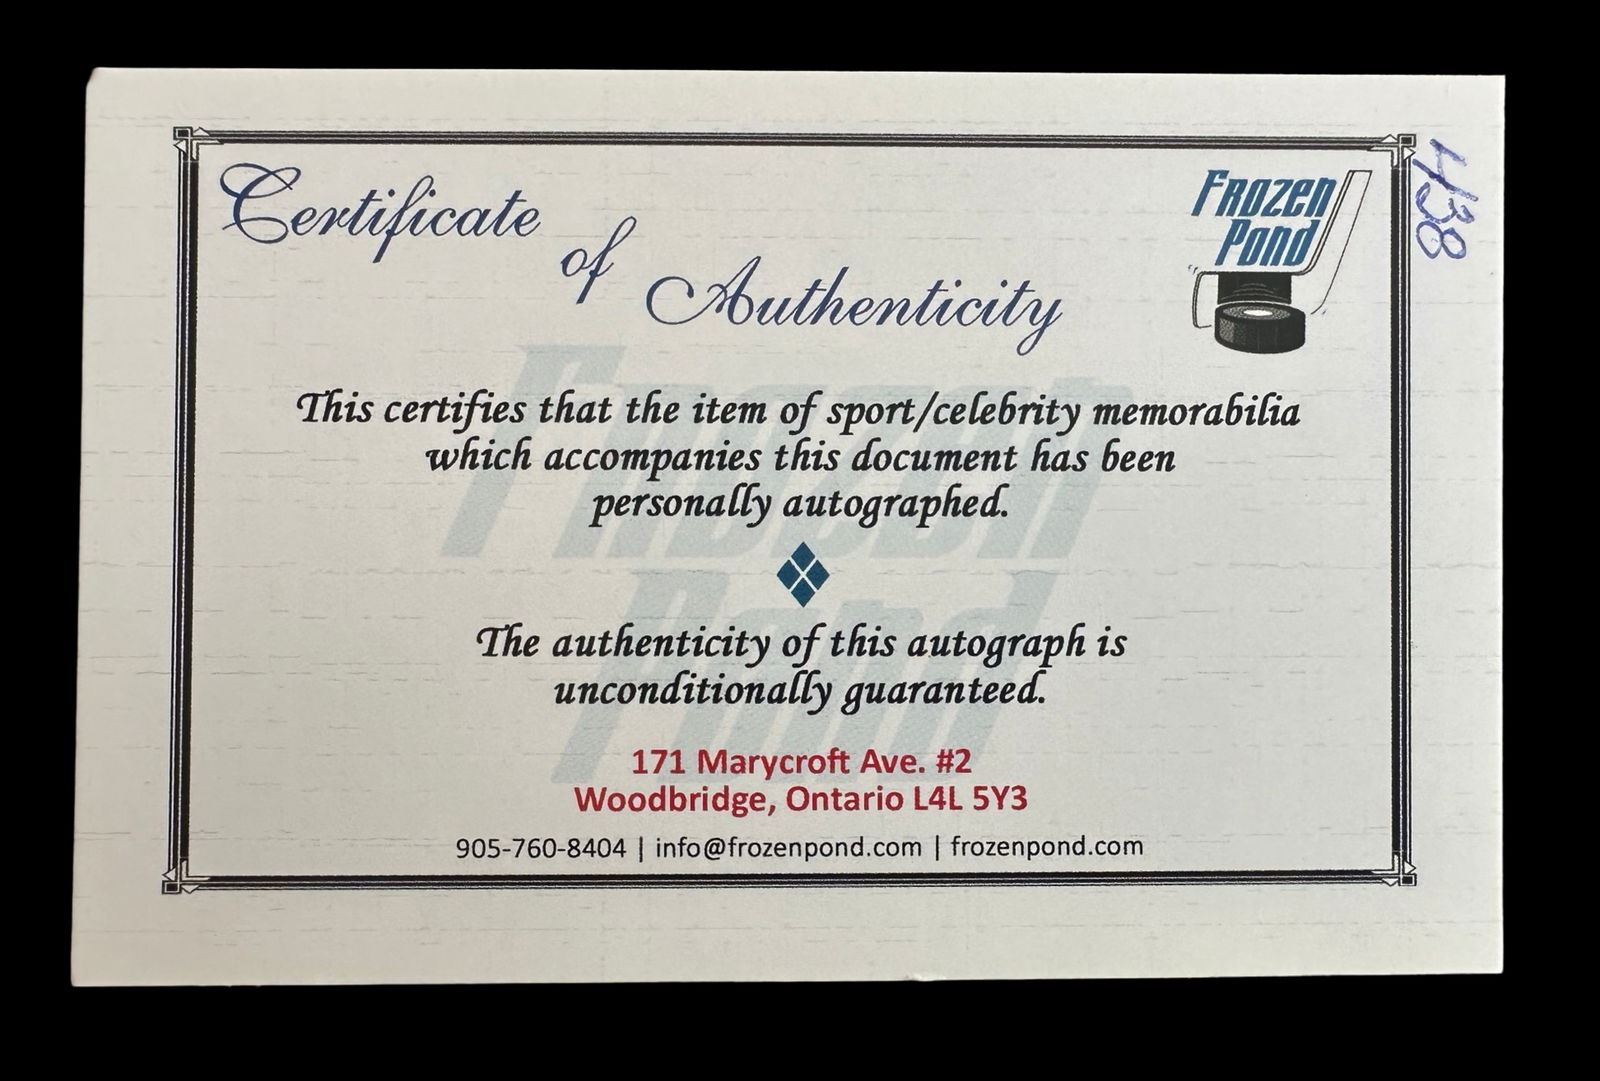 Certificate
of
Authenticity
Frozen
Pond
438
This certifies that the item of sport/celebrity memorabilia
which accompanies this document has been
personally autographed.
The authenticity of this autograph is
unconditionally guaranteed.
171 Marycroft Ave. #2
Woodbridge, Ontario L4L 5Y3
905-760-8404 | info@frozenpond.com | frozenpond.com
Frozen
Pond